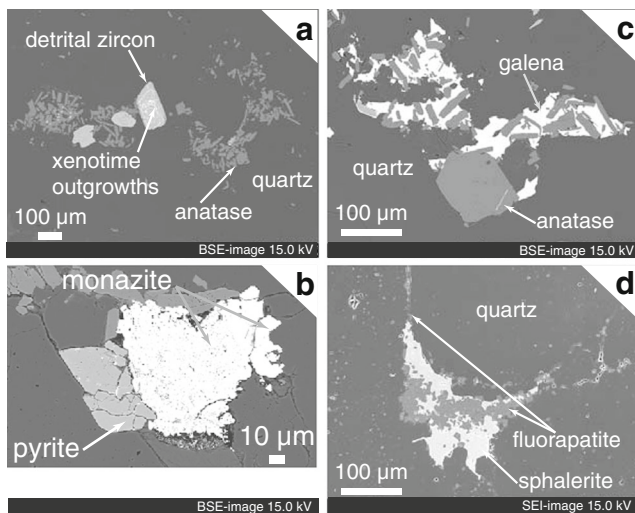 a
detrital zircon
xenotime
outgrowths
quartz
anatase
100 µm
BSE-image 15.0 kV
c
galena
quartz
anatase
100 µm
BSE-image 15.0 kV
b
monazite
pyrite
10 µm
BSE-image 15.0 kV
d
quartz
fluorapatite
sphalerite
100 µm
SEI-image 15.0 kV